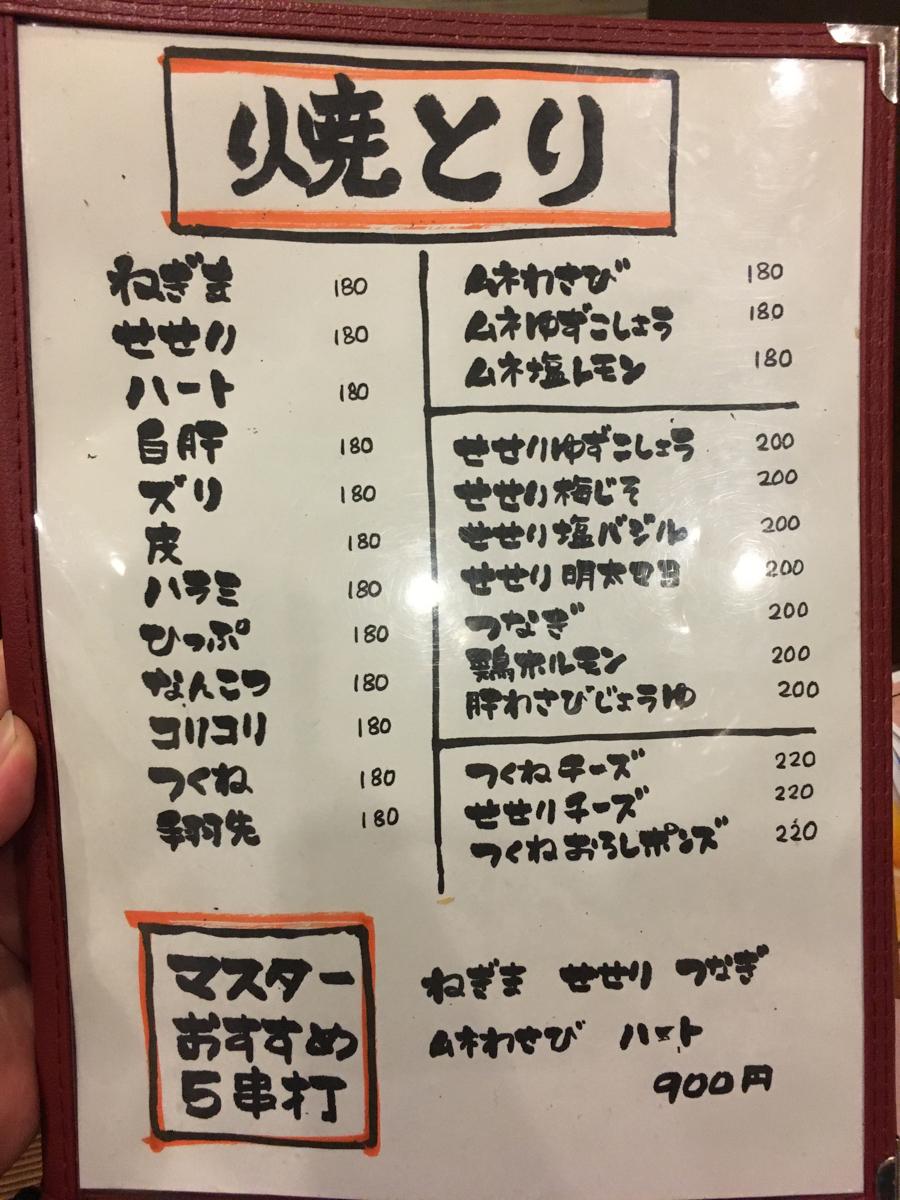 焼とり
ねぎま 180
せせり 180
ハート 180
白肝 180
ズリ 180
皮 180
ハラミ 180
ひっぷ 180
なんこつ 180
コリコリ 180
つくね 180
手羽先 180
ムネわさび 180
ムネゆずこしょう 180
ムネ塩レモン 180
せせりゆずこしょう 200
せせり梅じそ 200
せせり塩バジル 200
せせり明太マヨ 200
つなぎ 200
鶏ホルモン 200
肝わさびじょうゆ 200
つくねチーズ 220
せせりチーズ 220
つくねおろしポンズ 220
マスター
おすすめ
5串打
ねぎま せせり つなぎ
ムネわさび ハート
900円